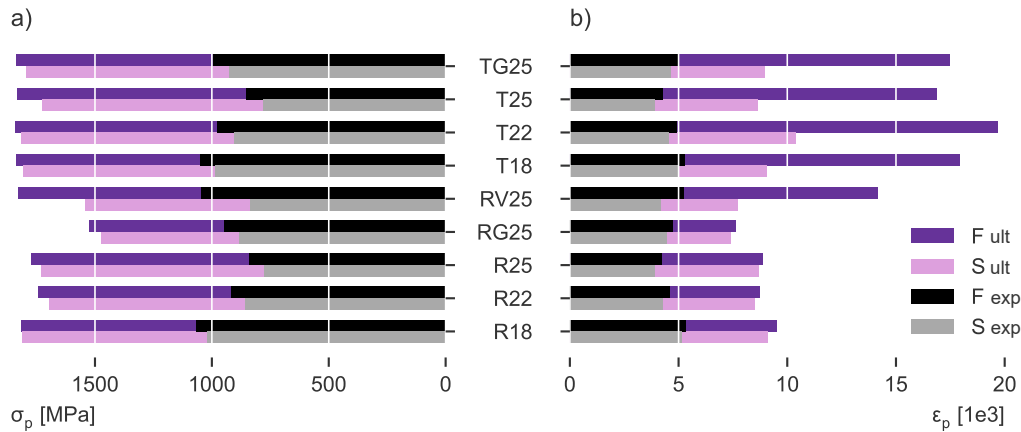 a)
b)
TG25
T25
T22
T18
RV25
RG25
R25
R22
R18
F ult
S ult
F exp
S exp
1500 1000 500 0
0 5 10 15 20
σp [MPa]
εp [1e3]